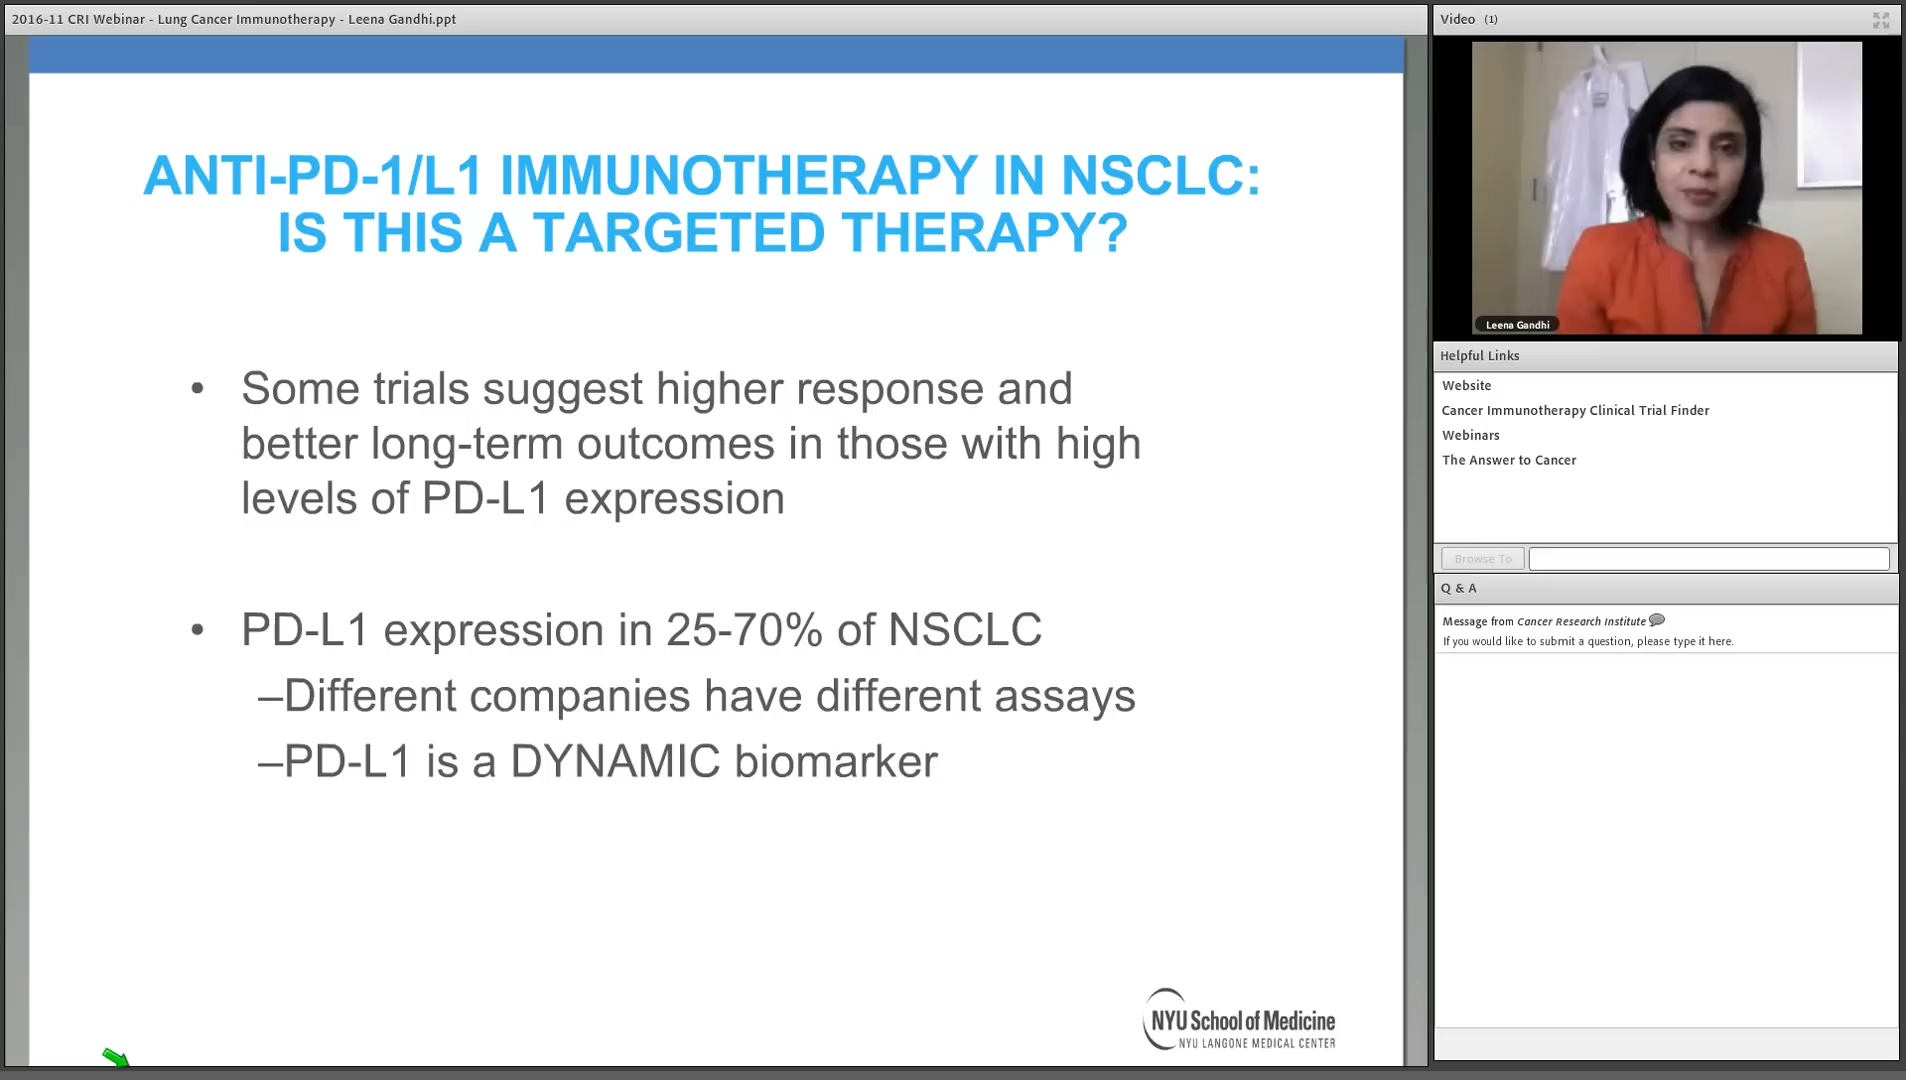 2016-11 CRI Webinar - Lung Cancer Immunotherapy - Leena Gandhi.ppt
ANTI-PD-1/L1 IMMUNOTHERAPY IN NSCLC:
IS THIS A TARGETED THERAPY?
• Some trials suggest higher response and
better long-term outcomes in those with high
levels of PD-L1 expression
• PD-L1 expression in 25-70% of NSCLC
–Different companies have different assays
–PD-L1 is a DYNAMIC biomarker
NYU School of Medicine
NYU LANGONE MEDICAL CENTER
Video (1)
Leena Gandhi
Helpful Links
Website
Cancer Immunotherapy Clinical Trial Finder
Webinars
The Answer to Cancer
Browse To
Q & A
Message from Cancer Research Institute
If you would like to submit a question, please type it here.